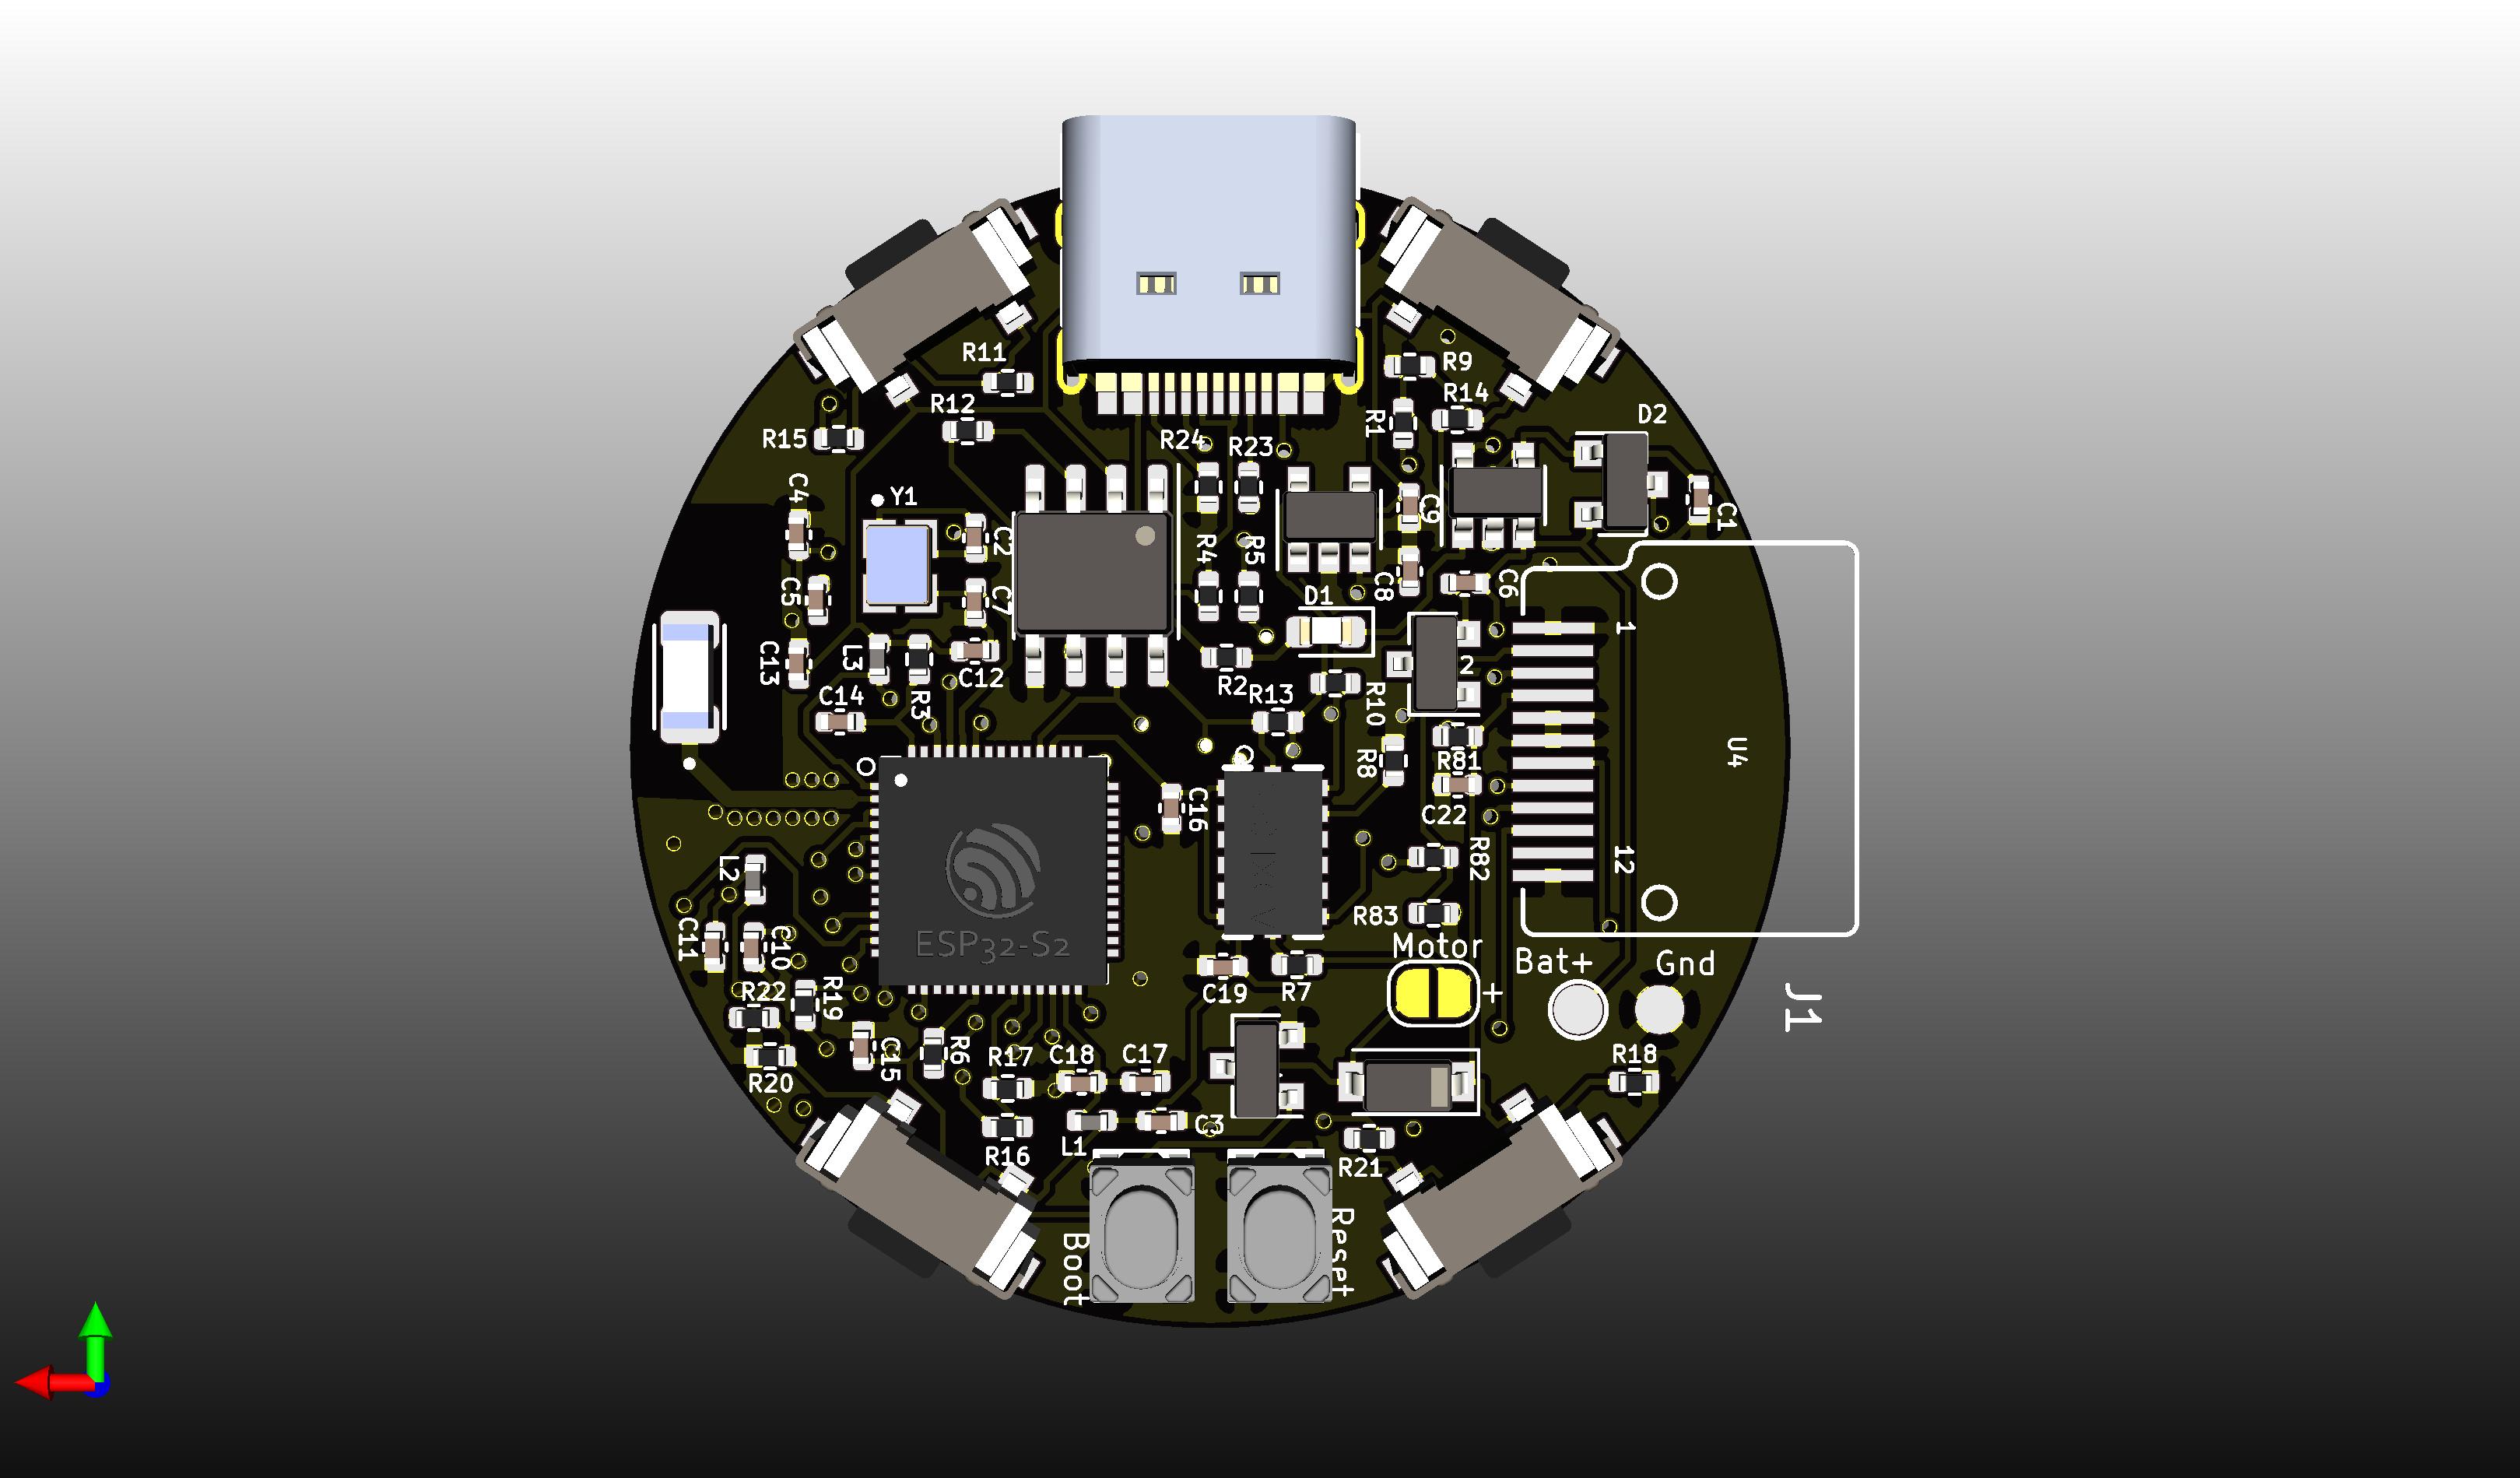 R11
R9
R12
R14
R15
R1
D2
R24
R23
C4
Y1
C9
C1
C2
R4
R5
C5
C7
D1
C8
C6
1
C13
L3
C12
R2
2
C14
R3
R13
R10
U4
R8
R81
C16
C22
L2
R82
12
C11
C10
ESP32-S2
R83
Motor
Bat+
Gnd
R22
R19
C19
R7
+
J1
R20
C15
R6
R17
C18
C17
R18
L1
C3
R16
R21
Boot
Reset